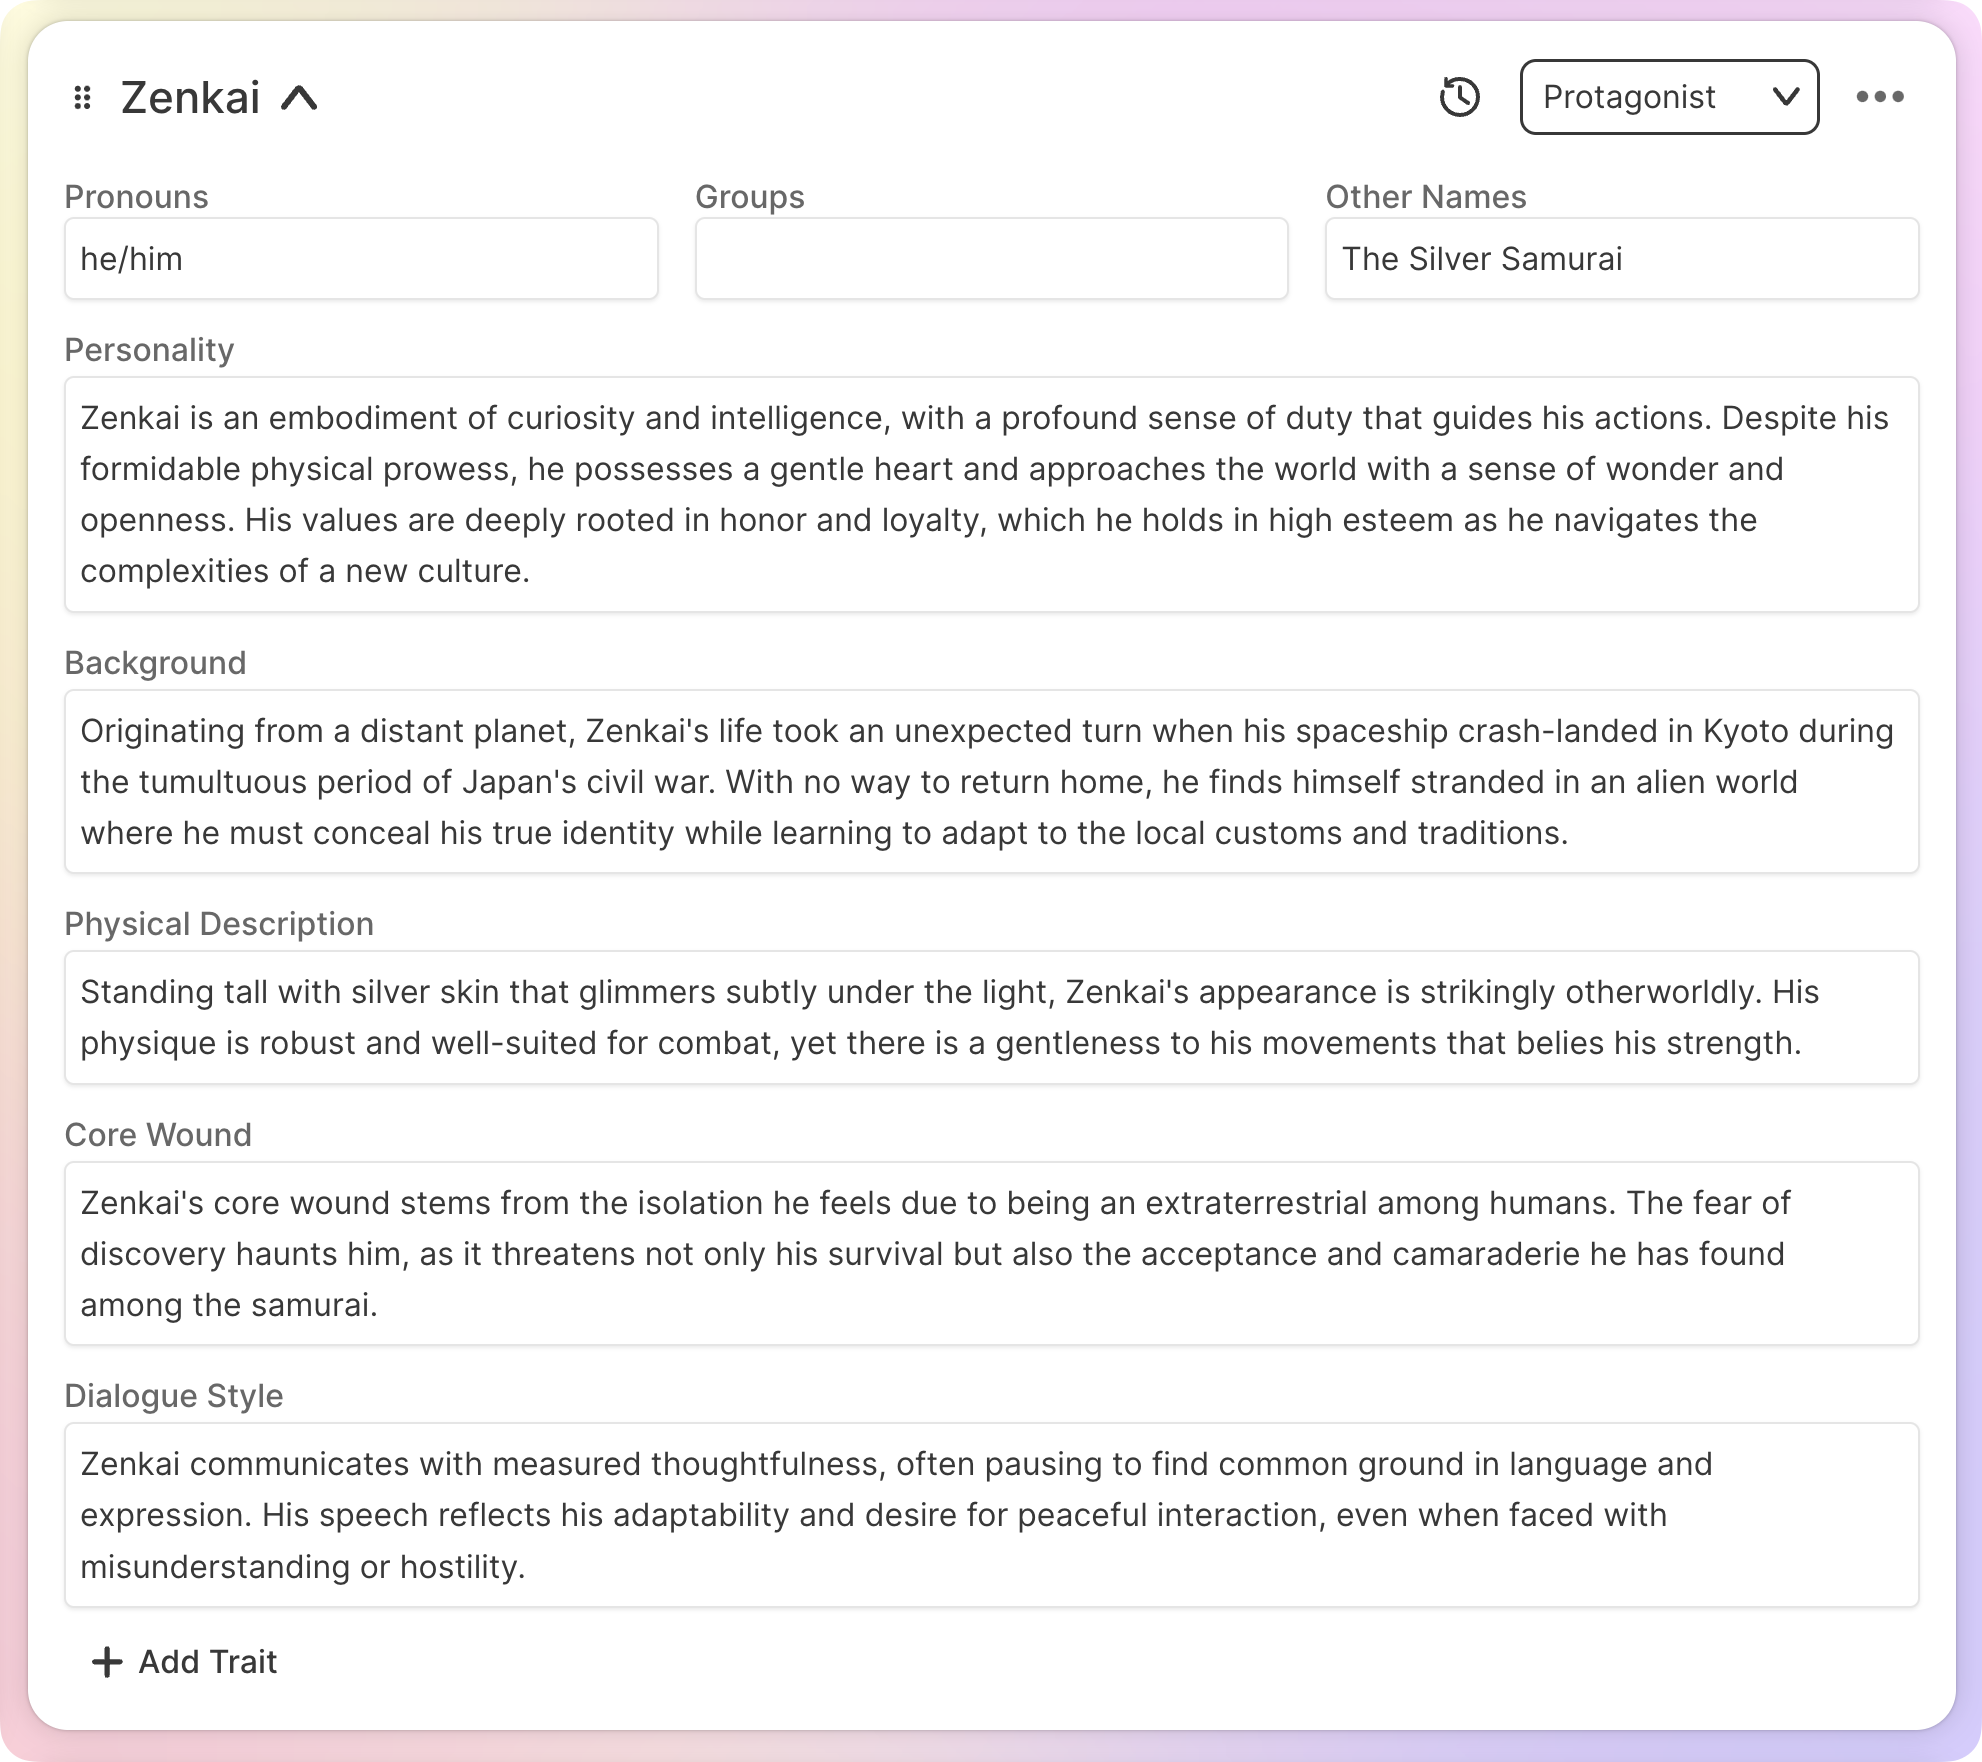 Zenkai
Protagonist
Pronouns
Groups
Other Names
he/him
The Silver Samurai
Personality
Zenkai is an embodiment of curiosity and intelligence, with a profound sense of duty that guides his actions. Despite his
formidable physical prowess, he possesses a gentle heart and approaches the world with a sense of wonder and
openness. His values are deeply rooted in honor and loyalty, which he holds in high esteem as he navigates the
complexities of a new culture.
Background
Originating from a distant planet, Zenkai's life took an unexpected turn when his spaceship crash-landed in Kyoto during
the tumultuous period of Japan's civil war. With no way to return home, he finds himself stranded in an alien world
where he must conceal his true identity while learning to adapt to the local customs and traditions.
Physical Description
Standing tall with silver skin that glimmers subtly under the light, Zenkai's appearance is strikingly otherworldly. His
physique is robust and well-suited for combat, yet there is a gentleness to his movements that belies his strength.
Core Wound
Zenkai's core wound stems from the isolation he feels due to being an extraterrestrial among humans. The fear of
discovery haunts him, as it threatens not only his survival but also the acceptance and camaraderie he has found
among the samurai.
Dialogue Style
Zenkai communicates with measured thoughtfulness, often pausing to find common ground in language and
expression. His speech reflects his adaptability and desire for peaceful interaction, even when faced with
misunderstanding or hostility.
Add Trait